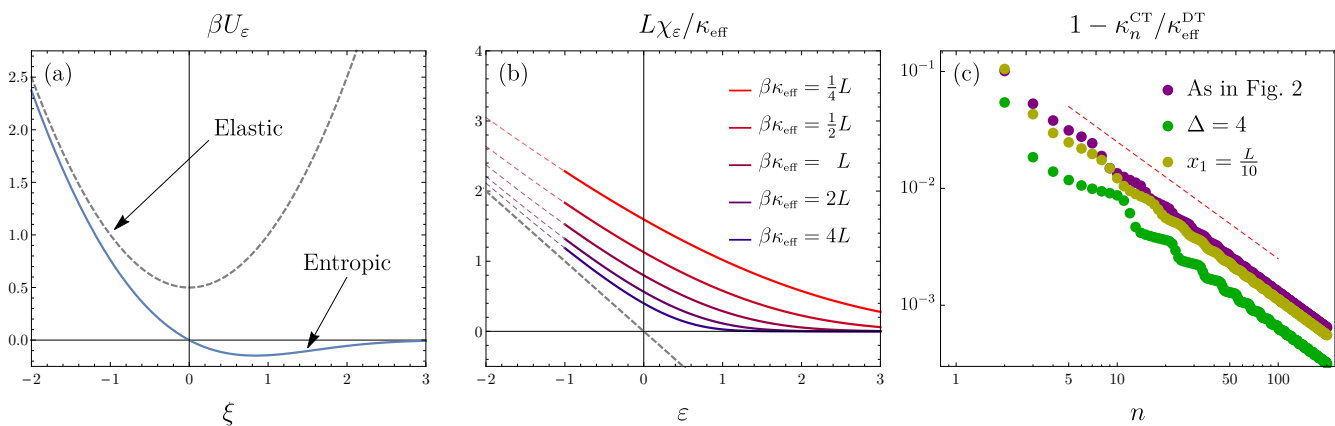 βU_ε
(a)
Elastic
Entropic
2.5
2.0
1.5
1.0
0.5
0.0
-2 -1 0 1 2 3
ξ
Lχ_ε/κ_eff
(b)
βκ_eff = 1/4 L
βκ_eff = 1/2 L
βκ_eff = L
βκ_eff = 2L
βκ_eff = 4L
4
3
2
1
0
-2 -1 0 1 2 3
ε
1 − κ_n^CT/κ_eff^DT
(c)
As in Fig. 2
Δ = 4
x_1 = L/10
10^-1
10^-2
10^-3
1 5 10 50 100
n